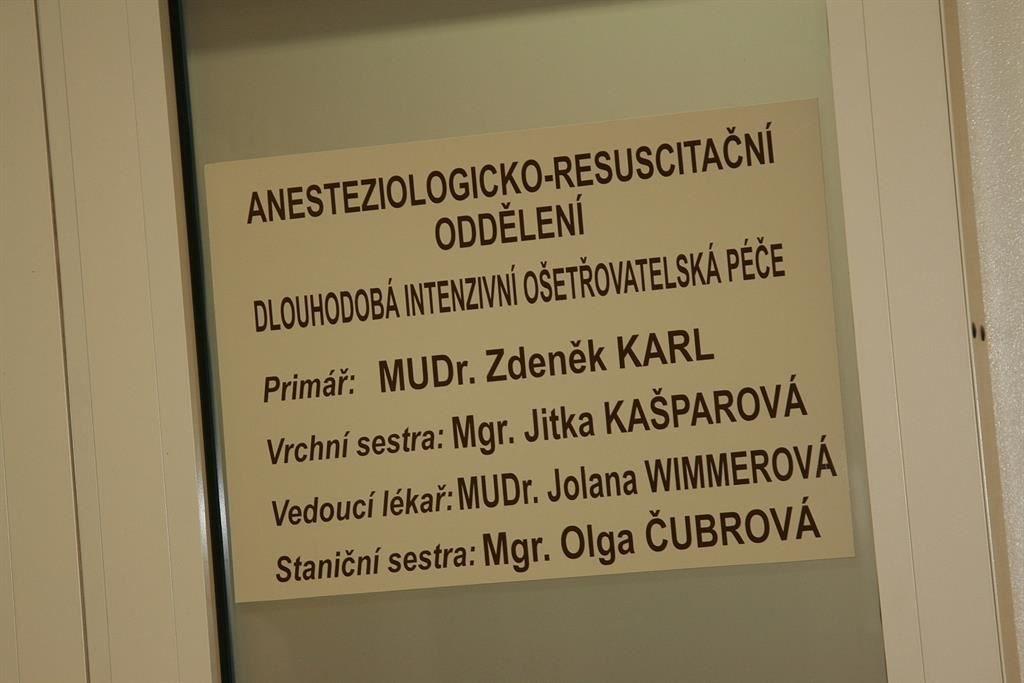 ANESTEZIOLOGICKO-RESUSCITAČNÍ
ODDĚLENÍ
DLOUHODOBÁ INTENZIVNÍ OŠETŘOVATELSKÁ PÉČE
Primář: MUDr. Zdeněk KARL
Vrchní sestra: Mgr. Jitka KAŠPAROVÁ
Vedoucí lékař: MUDr. Jolana WIMMEROVÁ
Staniční sestra: Mgr. Olga ČUBROVÁ